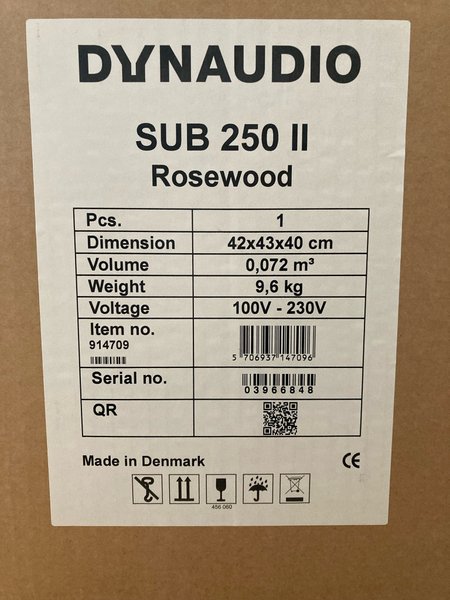 DYNAUDIO
SUB 250 II
Rosewood
Pcs. 1
Dimension 42x43x40 cm
Volume 0,072 m³
Weight 9,6 kg
Voltage 100V - 230V
Item no.
914709
5 706937 147096
Serial no.
03966848
QR
Made in Denmark CE
456 060